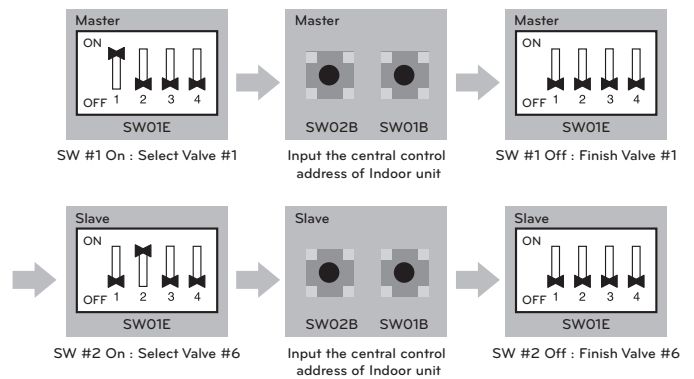 Master
ON
OFF 1 2 3 4
SW01E
SW #1 On : Select Valve #1
Master
SW02B SW01B
Input the central control
address of Indoor unit
Master
ON
OFF 1 2 3 4
SW01E
SW #1 Off : Finish Valve #1
Slave
ON
OFF 1 2 3 4
SW01E
SW #2 On : Select Valve #6
Slave
SW02B SW01B
Input the central control
address of Indoor unit
Slave
ON
OFF 1 2 3 4
SW01E
SW #2 Off : Finish Valve #6